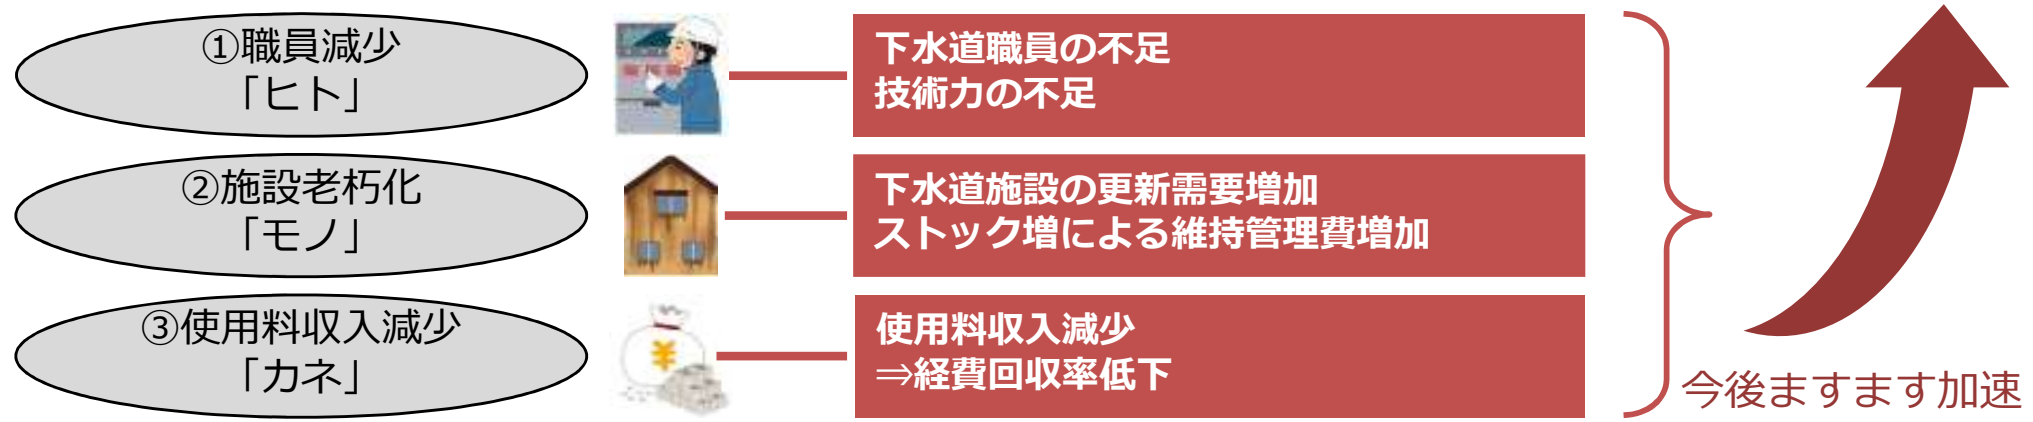 ①職員減少
「ヒト」
下水道職員の不足
技術力の不足
②施設老朽化
「モノ」
下水道施設の更新需要増加
ストック増による維持管理費増加
③使用料収入減少
「カネ」
¥
使用料収入減少
⇒経費回収率低下
今後ますます加速